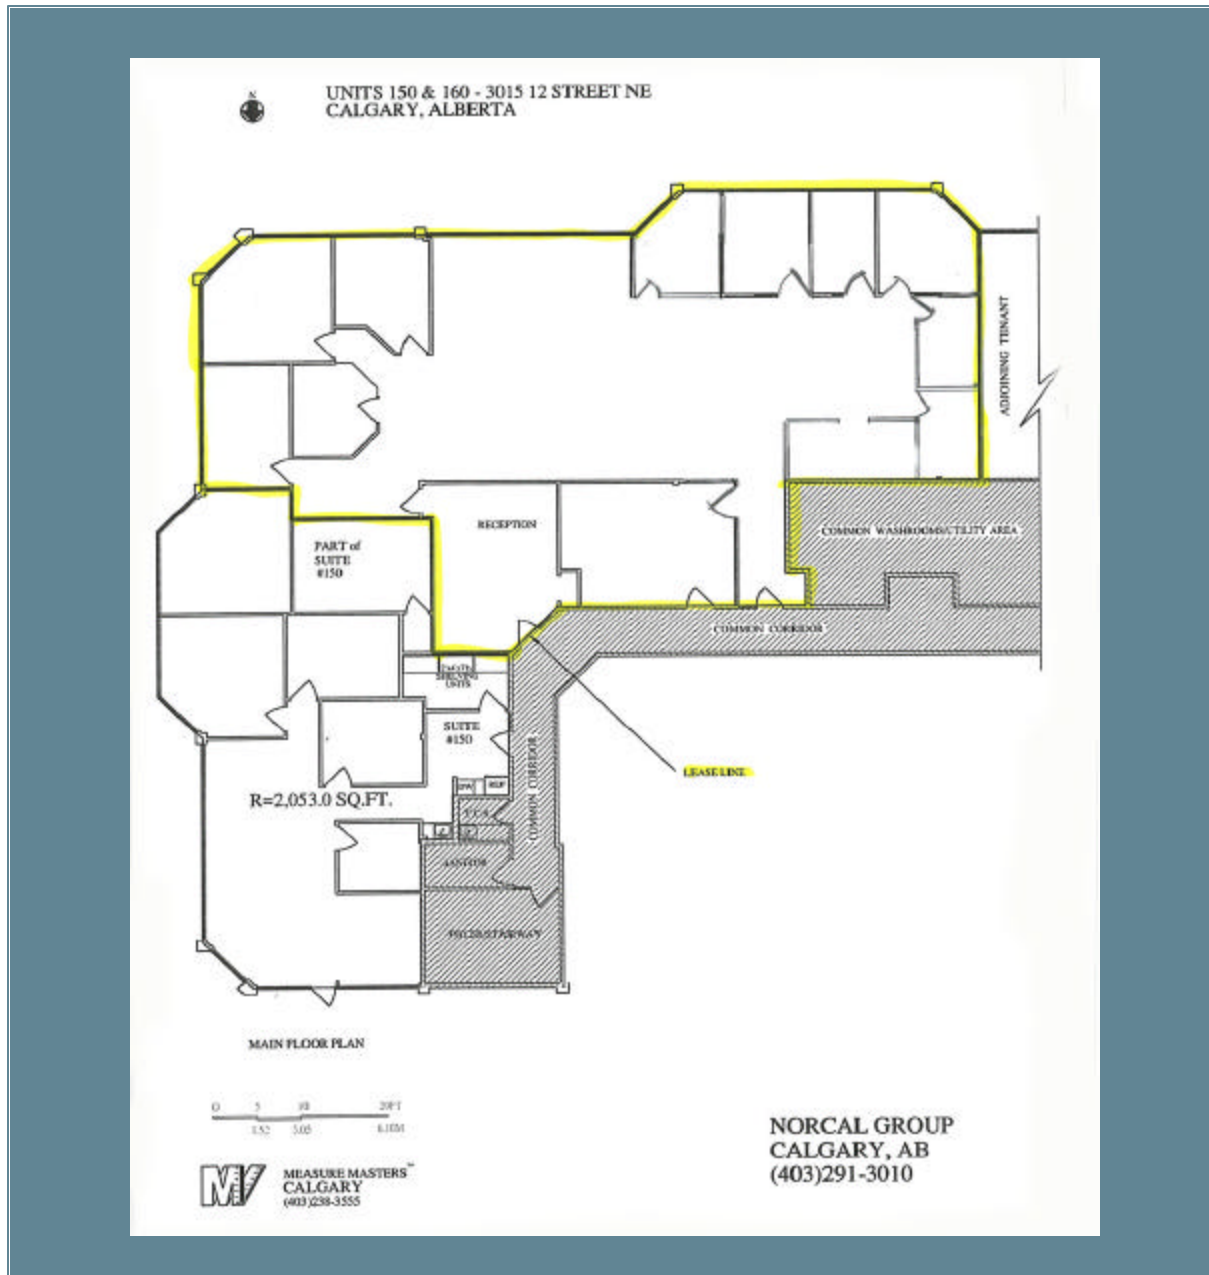 N
UNITS 150 & 160 - 3015 12 STREET NE
CALGARY, ALBERTA
ADJOINING TENANT
RECEPTION
COMMON WASHROOMS/UTILITY AREA
PART of
SUITE
#150
COMMON CORRIDOR
SHELVING
UNITS
SUITE
#150
LEASE LINE
COMMON CORRIDOR
R=2,053.0 SQ.FT.
JANITOR
MAIN FLOOR PLAN
0 5 10 20FT
1.52 3.05 6.10M
MEASURE MASTERS™
CALGARY
(403)238-3555
NORCAL GROUP
CALGARY, AB
(403)291-3010